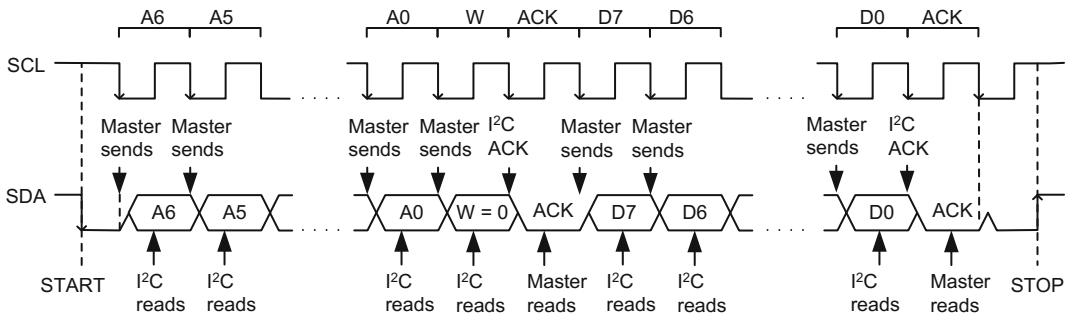 A6 A5 A0 W ACK D7 D6 D0 ACK
SCL
Master sends Master sends Master sends Master sends I²C ACK Master sends Master sends Master sends I²C ACK
SDA
A6 A5 A0 W = 0 ACK D7 D6 D0 ACK
START I²C reads I²C reads I²C reads I²C reads Master reads I²C reads I²C reads I²C reads Master reads STOP